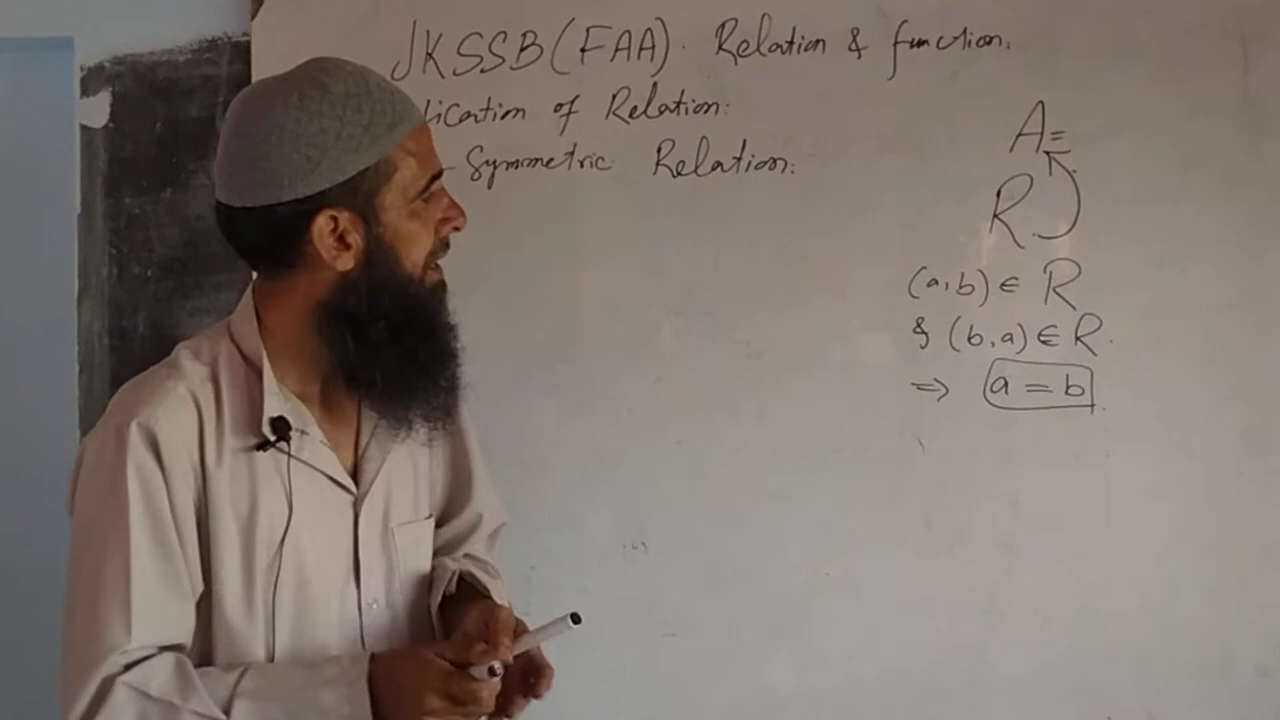 JKSSB (FAA). Relation & function.
lication of Relation:
- Symmetric Relation:
A =
R
(a,b) ∈ R
& (b,a) ∈ R.
⇒ a = b